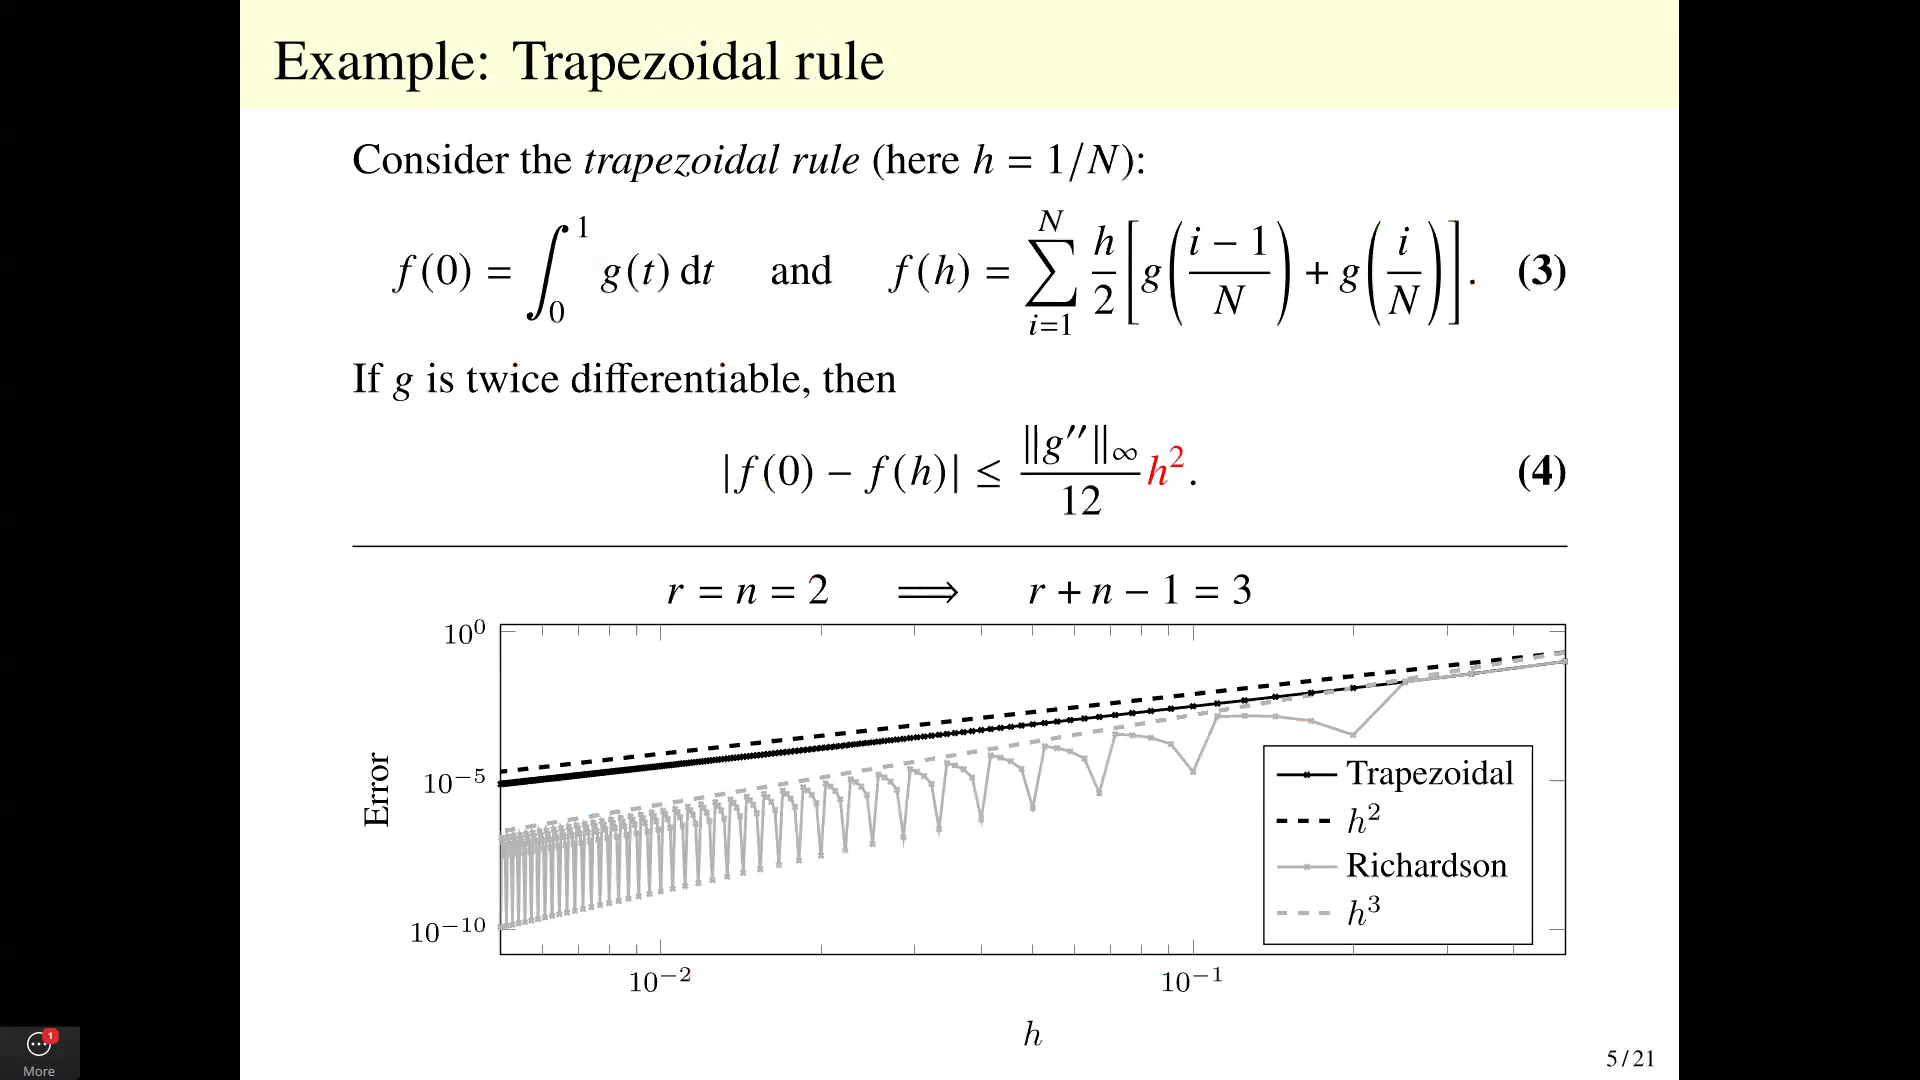 Example: Trapezoidal rule
Consider the trapezoidal rule (here h = 1/N):
f(0) = ∫₀¹ g(t) dt and f(h) = ∑_{i=1}^{N} h/2 [ g( (i − 1)/N ) + g( i/N ) ]. (3)
If g is twice differentiable, then
|f(0) − f(h)| ≤ ‖g′′‖∞/12 h². (4)
r = n = 2 ⟹ r + n − 1 = 3
10⁰
10⁻⁵
10⁻¹⁰
Error
Trapezoidal
h²
Richardson
h³
10⁻² 10⁻¹
h
5/21
1
More